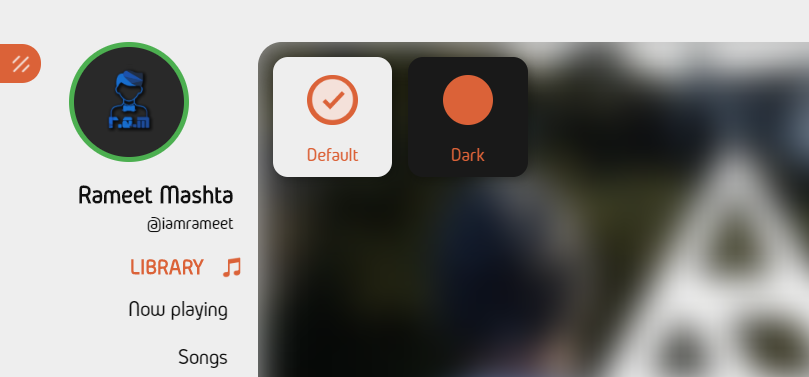 r.o.m
Rameet Mashta
@iamrameet
LIBRARY
Now playing
Songs
Default
Dark